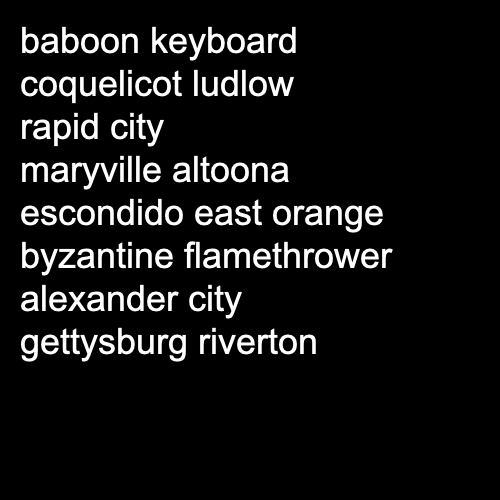 baboon keyboard
coquelicot ludlow
rapid city
maryville altoona
escondido east orange
byzantine flamethrower
alexander city
gettysburg riverton